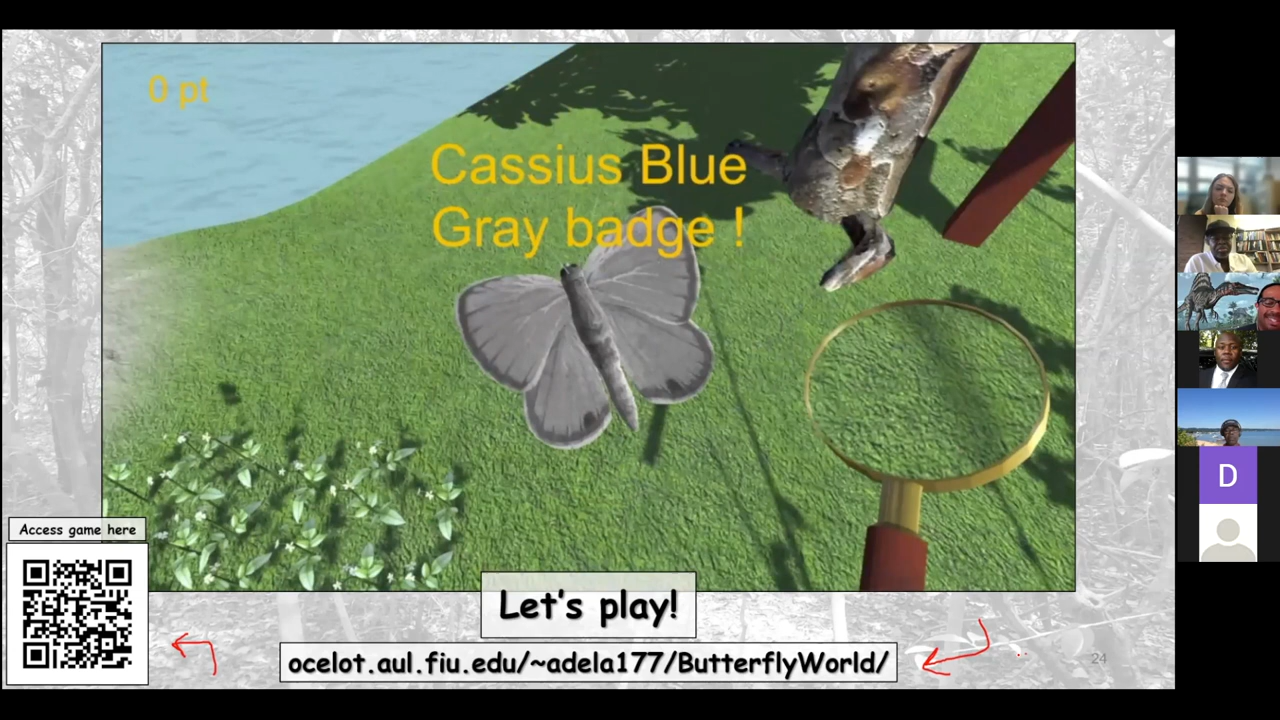 0 pt
Cassius Blue
Gray badge !
Access game here
Let's play!
ocelot.aul.fiu.edu/~adela177/ButterflyWorld/
24
D